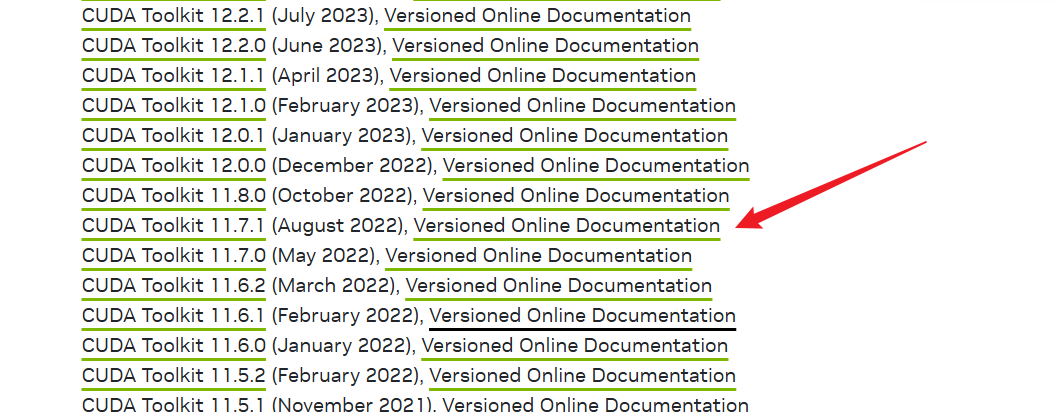 CUDA Toolkit 12.2.1 (July 2023), Versioned Online Documentation
CUDA Toolkit 12.2.0 (June 2023), Versioned Online Documentation
CUDA Toolkit 12.1.1 (April 2023), Versioned Online Documentation
CUDA Toolkit 12.1.0 (February 2023), Versioned Online Documentation
CUDA Toolkit 12.0.1 (January 2023), Versioned Online Documentation
CUDA Toolkit 12.0.0 (December 2022), Versioned Online Documentation
CUDA Toolkit 11.8.0 (October 2022), Versioned Online Documentation
CUDA Toolkit 11.7.1 (August 2022), Versioned Online Documentation
CUDA Toolkit 11.7.0 (May 2022), Versioned Online Documentation
CUDA Toolkit 11.6.2 (March 2022), Versioned Online Documentation
CUDA Toolkit 11.6.1 (February 2022), Versioned Online Documentation
CUDA Toolkit 11.6.0 (January 2022), Versioned Online Documentation
CUDA Toolkit 11.5.2 (February 2022), Versioned Online Documentation
CUDA Toolkit 11.5.1 (November 2021), Versioned Online Documentation